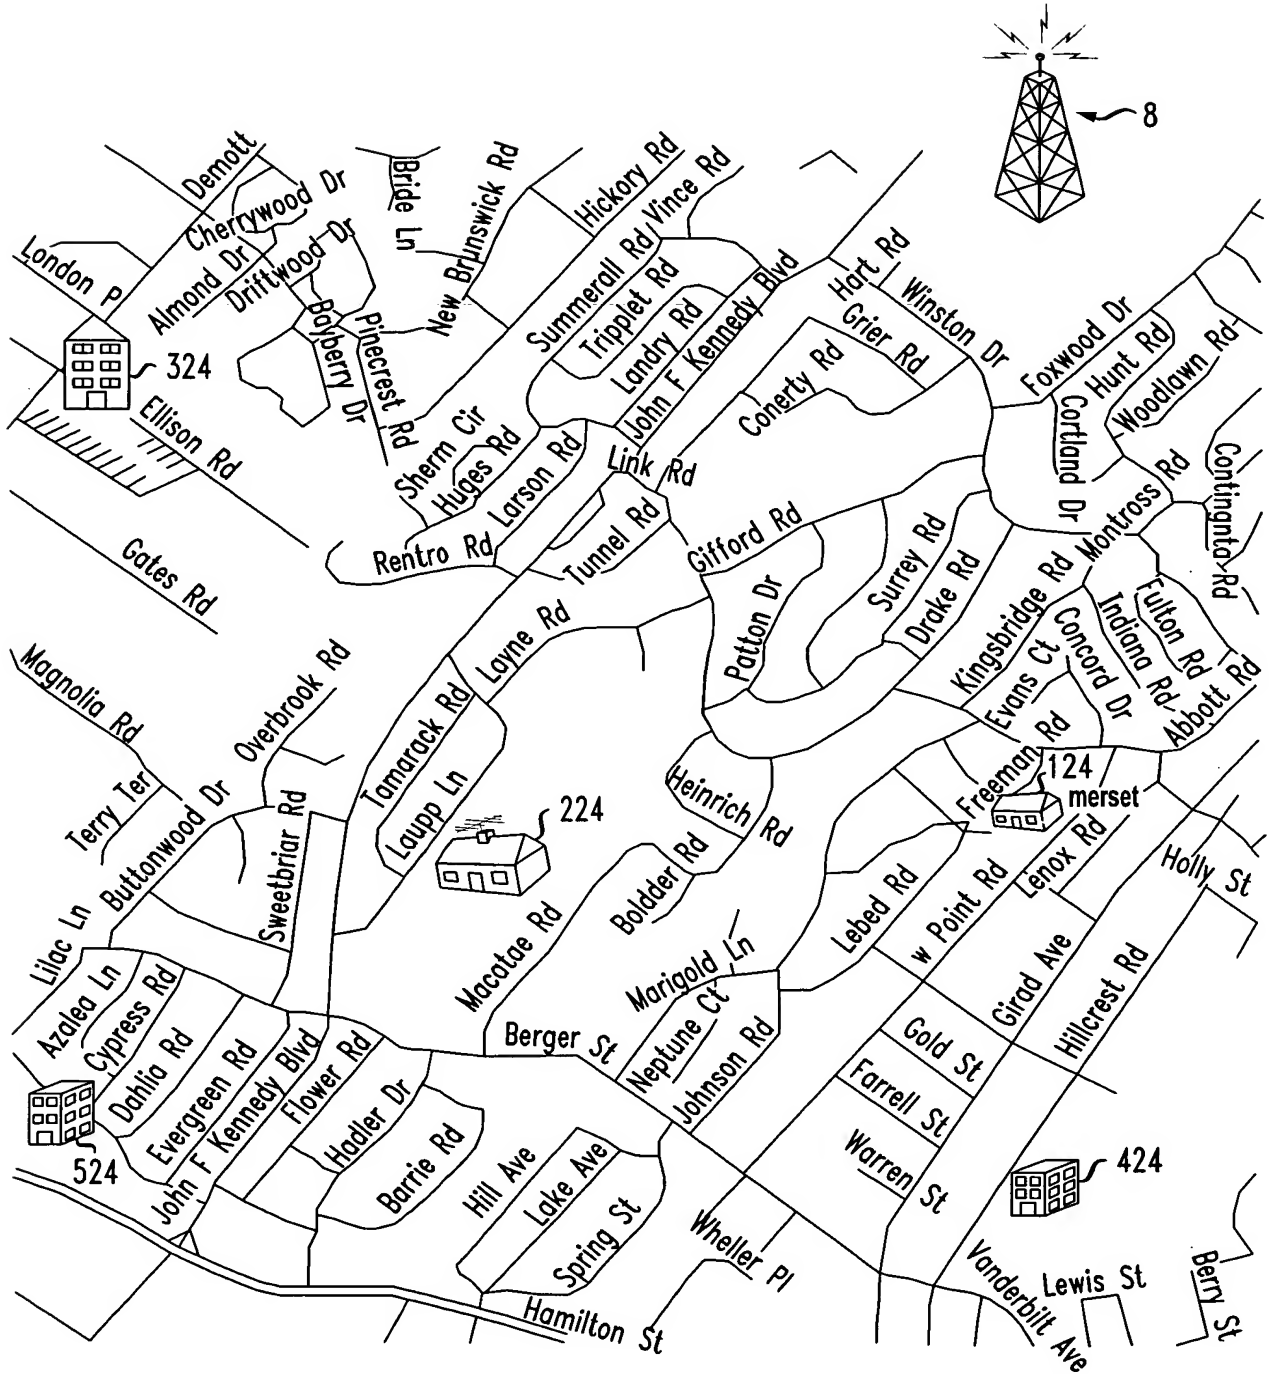 8
Demott
Cherrywood Dr
Bride Ln
New Brunswick Rd
Hickory Rd
Vince Rd
London P
Almond Dr
Driftwood Dr
Summerall Rd
Tripplet Rd
Landry Rd
John F Kennedy Blvd
Hart Rd
Winston Dr
Grier Rd
Foxwood Dr
Hunt Rd
Woodlawn Rd
324
Bayberry Dr
Pinecrest Rd
Conerty Rd
Cortland Dr
Ellison Rd
Sherm Cir
Huges Rd
Larson Rd
Link Rd
Montross Rd
Contingnta Rd
Rentro Rd
Tunnel Rd
Gifford Rd
Surrey Rd
Drake Rd
Gates Rd
Patton Dr
Kingsbridge Rd
Fulton Rd
Indiana Rd
Concord Dr
Evans Ct
Abbott Rd
Layne Rd
Magnolia Rd
Overbrook Rd
Tamarack Rd
Laupp Ln
Heinrich Rd
Freeman Rd
124
merset
Terry Ter
Buttonwood Dr
Sweetbriar Rd
224
Boldder Rd
Lenox Rd
Holly St
Lebed Rd
w Point Rd
Lilac Ln
Macatae Rd
Marigold Ln
Girad Ave
Hillcrest Rd
Azalea Ln
Cypress Rd
Dahlia Rd
Evergreen Rd
John F Kennedy Blvd
Flower Rd
Berger St
Neptune Ct
Johnson Rd
Gold St
Farrell St
Warren St
Hadler Dr
Barrie Rd
524
Hill Ave
Lake Ave
Spring St
424
Wheller Pl
Vanderbilt Ave
Lewis St
Berry St
Hamilton St